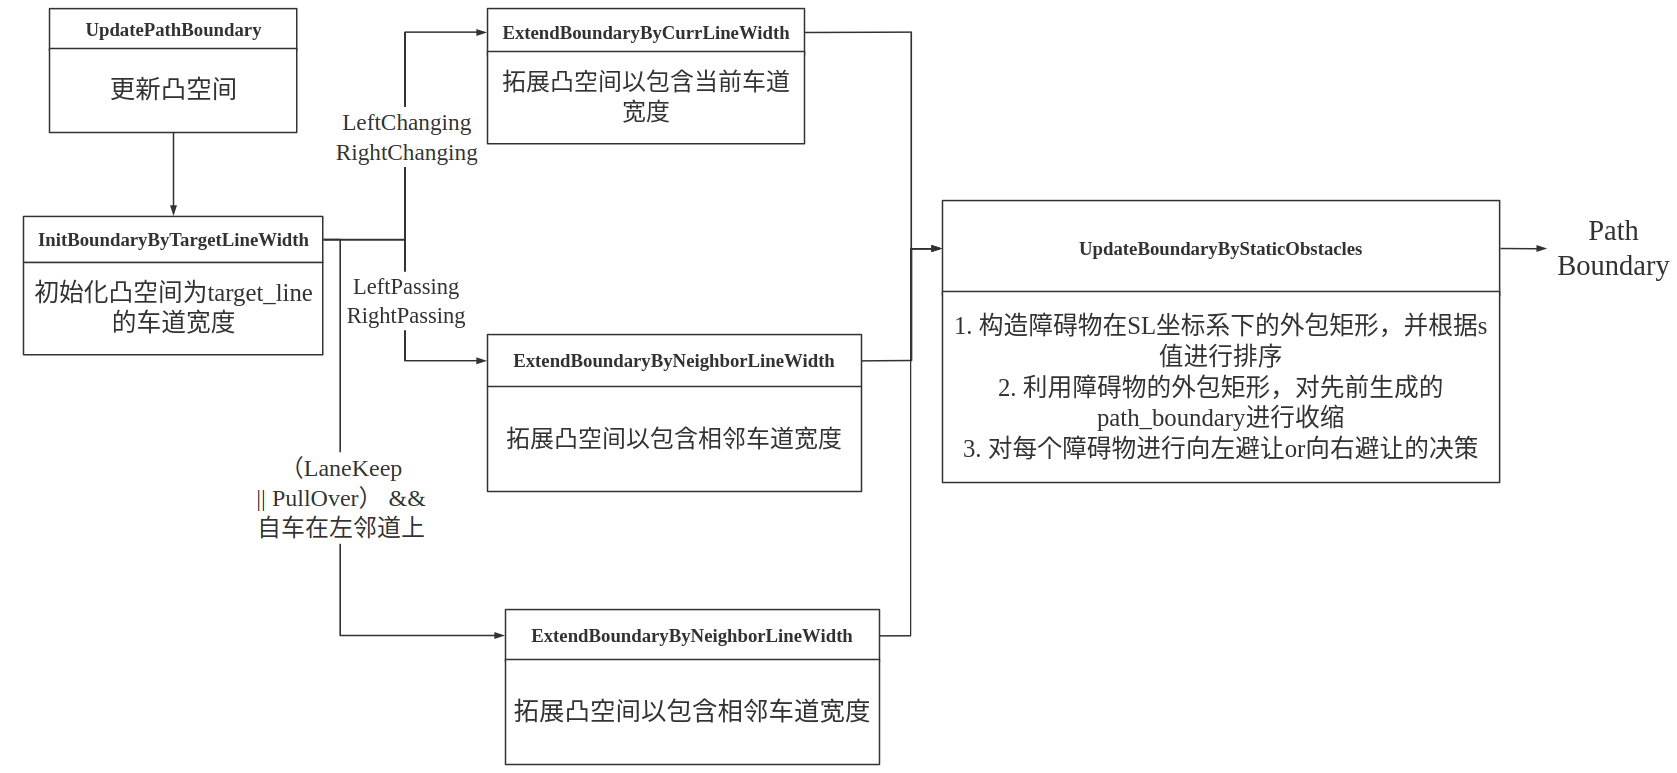 UpdatePathBoundary
更新凸空间
InitBoundaryByTargetLineWidth
初始化凸空间为target_line
的车道宽度
LeftChanging
RightChanging
LeftPassing
RightPassing
（LaneKeep
|| PullOver） &&
自车在左邻道上
ExtendBoundaryByCurrLineWidth
拓展凸空间以包含当前车道
宽度
ExtendBoundaryByNeighborLineWidth
拓展凸空间以包含相邻车道宽度
ExtendBoundaryByNeighborLineWidth
拓展凸空间以包含相邻车道宽度
UpdateBoundaryByStaticObstacles
1. 构造障碍物在SL坐标系下的外包矩形，并根据s
值进行排序
2. 利用障碍物的外包矩形，对先前生成的
path_boundary进行收缩
3. 对每个障碍物进行向左避让or向右避让的决策
Path
Boundary